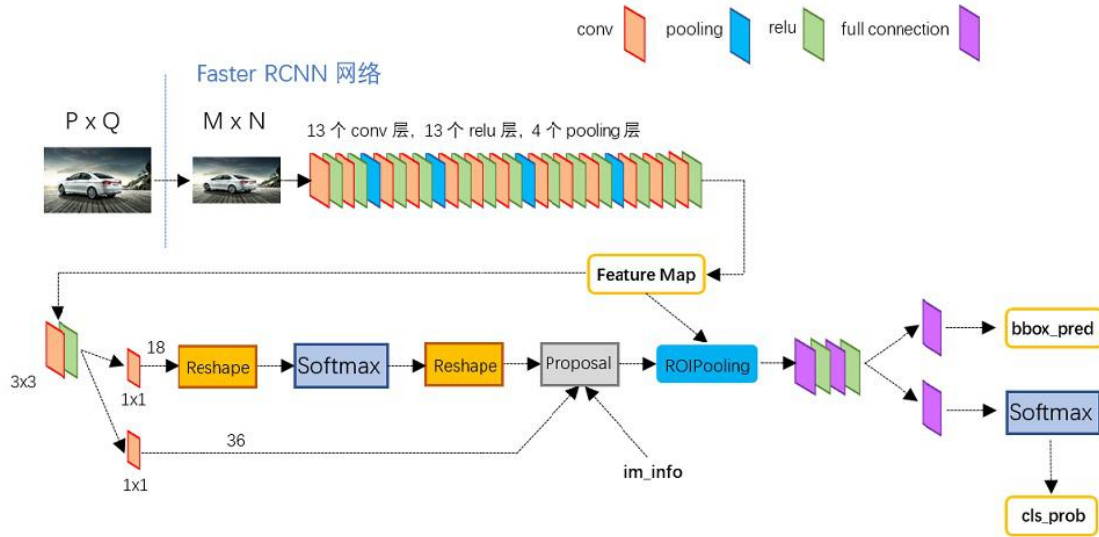 conv
pooling
relu
full connection
Faster RCNN 网络
P x Q
M x N
13 个 conv 层, 13 个 relu 层, 4 个 pooling 层
Feature Map
3x3
18
1x1
Reshape
Softmax
Reshape
Proposal
ROIPooling
bbox_pred
Softmax
36
1x1
im_info
cls_prob